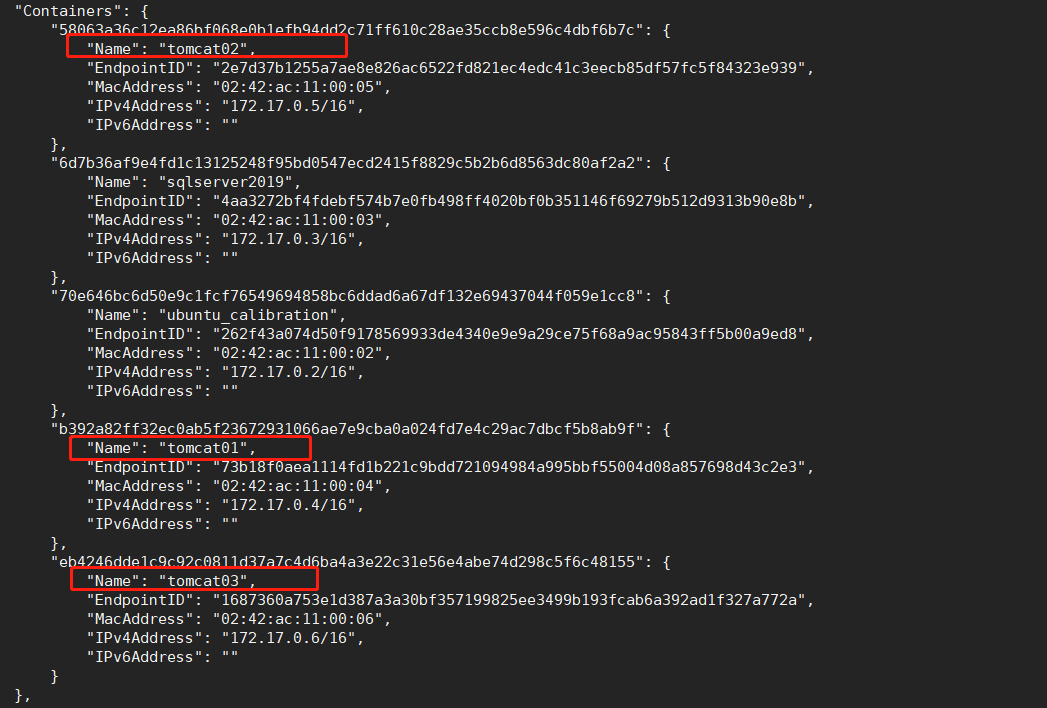 "Containers": {
"58063a36c12ea86bf068e0b1efb94dd2c71ff610c28ae35ccb8e596c4dbf6b7c": {
"Name": "tomcat02",
"EndpointID": "2e7d37b1255a7ae8e826ac6522fd821ec4edc41c3eecb85df57fc5f84323e939",
"MacAddress": "02:42:ac:11:00:05",
"IPv4Address": "172.17.0.5/16",
"IPv6Address": ""
},
"6d7b36af9e4fd1c13125248f95bd0547ecd2415f8829c5b2b6d8563dc80af2a2": {
"Name": "sqlserver2019",
"EndpointID": "4aa3272bf4fdebf574b7e0fb498ff4020bf0b351146f69279b512d9313b90e8b",
"MacAddress": "02:42:ac:11:00:03",
"IPv4Address": "172.17.0.3/16",
"IPv6Address": ""
},
"70e646bc6d50e9c1fcf76549694858bc6ddad6a67df132e69437044f059e1cc8": {
"Name": "ubuntu_calibration",
"EndpointID": "262f43a074d50f9178569933de4340e9e9a29ce75f68a9ac95843ff5b00a9ed8",
"MacAddress": "02:42:ac:11:00:02",
"IPv4Address": "172.17.0.2/16",
"IPv6Address": ""
},
"b392a82ff32ec0ab5f23672931066ae7e9cba0a024fd7e4c29ac7dbcf5b8ab9f": {
"Name": "tomcat01",
"EndpointID": "73b18f0aea1114fd1b221c9bdd721094984a995bbf55004d08a857698d43c2e3",
"MacAddress": "02:42:ac:11:00:04",
"IPv4Address": "172.17.0.4/16",
"IPv6Address": ""
},
"eb4246dde1c9c92c0811d37a7c4d6ba4a3e22c31e56e4abe74d298c5f6c48155": {
"Name": "tomcat03",
"EndpointID": "1687360a753e1d387a3a30bf357199825ee3499b193fcab6a392ad1f327a772a",
"MacAddress": "02:42:ac:11:00:06",
"IPv4Address": "172.17.0.6/16",
"IPv6Address": ""
}
},